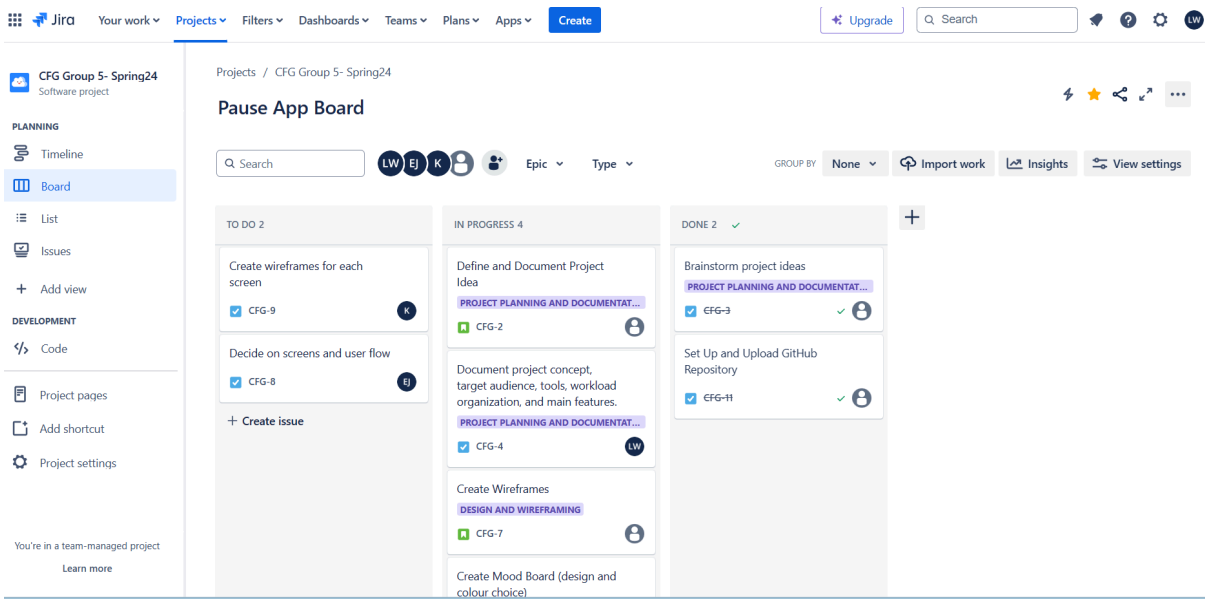 Jira Your work Projects Filters Dashboards Teams Plans Apps Create Upgrade Search LW
CFG Group 5- Spring24
Software project
PLANNING
Timeline
Board
List
Issues
Add view
DEVELOPMENT
Code
Project pages
Add shortcut
Project settings
You're in a team-managed project
Learn more
Projects / CFG Group 5- Spring24
Pause App Board
Search LW EJ K Epic Type GROUP BY None Import work Insights View settings
TO DO 2
Create wireframes for each
screen
CFG-9 K
Decide on screens and user flow
CFG-8 EJ
+ Create issue
IN PROGRESS 4
Define and Document Project
Idea
PROJECT PLANNING AND DOCUMENTAT...
CFG-2
Document project concept,
target audience, tools, workload
organization, and main features.
PROJECT PLANNING AND DOCUMENTAT...
CFG-4 LW
Create Wireframes
DESIGN AND WIREFRAMING
CFG-7
Create Mood Board (design and
colour choice)
DONE 2
Brainstorm project ideas
PROJECT PLANNING AND DOCUMENTAT...
CFG-3
Set Up and Upload GitHub
Repository
CFG-11